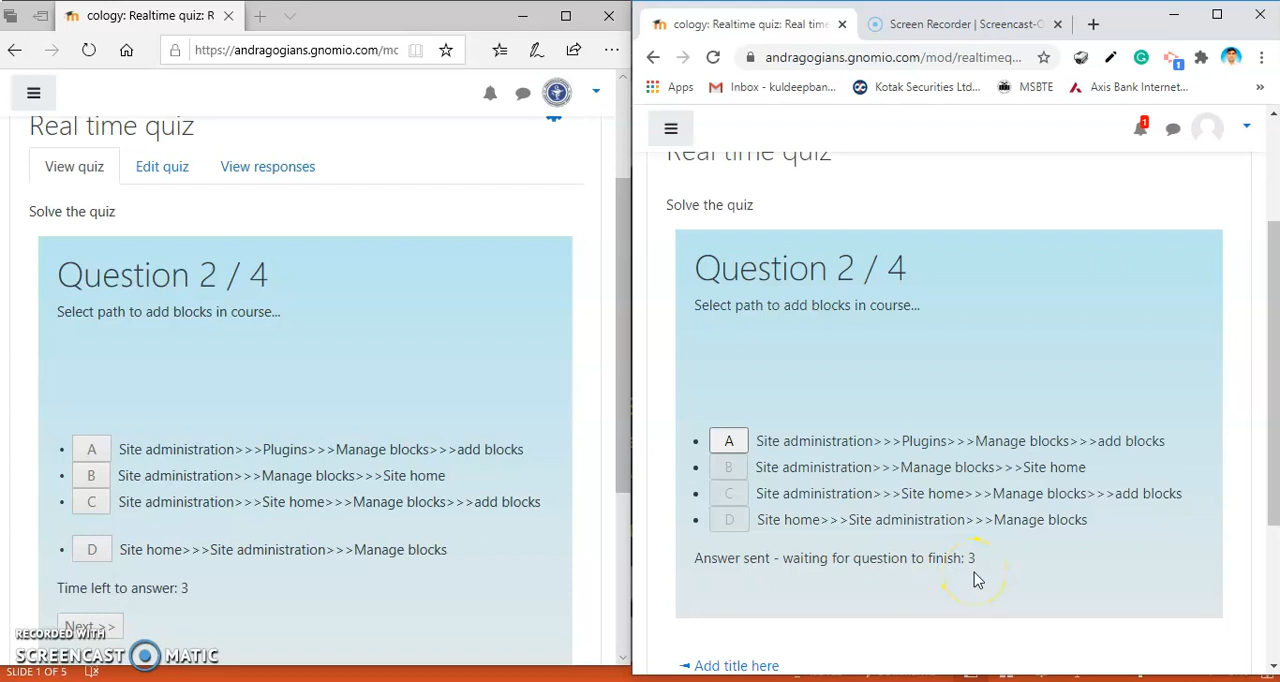 cology: Realtime quiz: R
https://andragogians.gnomio.com/mc
Real time quiz
View quiz
Edit quiz
View responses
Solve the quiz
Question 2 / 4
Select path to add blocks in course...
A Site administration>>>Plugins>>>Manage blocks>>>add blocks
B Site administration>>>Manage blocks>>>Site home
C Site administration>>>Site home>>>Manage blocks>>>add blocks
D Site home>>>Site administration>>>Manage blocks
Time left to answer: 3
Next >>
RECORDED WITH
SCREENCAST MATIC
SLIDE 1 OF 5
cology: Realtime quiz: Real time
Screen Recorder | Screencast-O
andragogians.gnomio.com/mod/realtimeq...
1
Apps
Inbox - kuldeepban...
Kotak Securities Ltd...
MSBTE
Axis Bank Internet...
»
1
Real time quiz
Solve the quiz
Question 2 / 4
Select path to add blocks in course...
A Site administration>>>Plugins>>>Manage blocks>>>add blocks
B Site administration>>>Manage blocks>>>Site home
C Site administration>>>Site home>>>Manage blocks>>>add blocks
D Site home>>>Site administration>>>Manage blocks
Answer sent - waiting for question to finish: 3
◄ Add title here